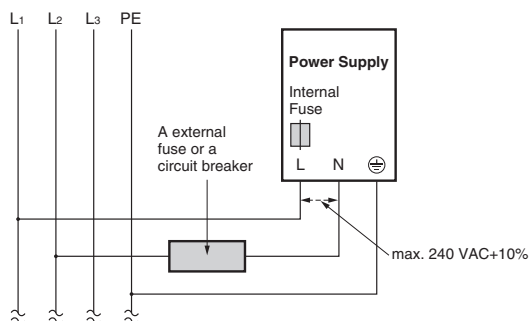 L1 L2 L3 PE
Power Supply
Internal
Fuse
A external
fuse or a
circuit breaker
L N
max. 240 VAC+10%